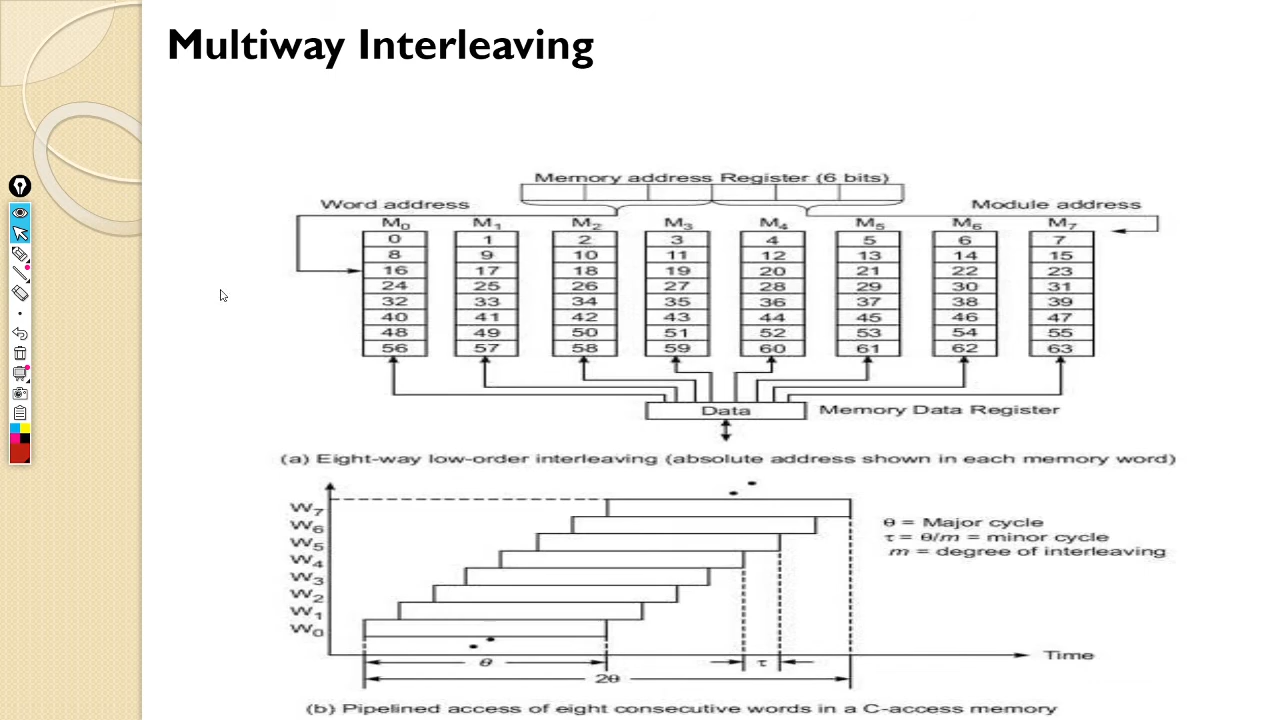 Multiway Interleaving
Memory address Register (6 bits)
Word address Module address
M0 M1 M2 M3 M4 M5 M6 M7
0 1 2 3 4 5 6 7
8 9 10 11 12 13 14 15
16 17 18 19 20 21 22 23
24 25 26 27 28 29 30 31
32 33 34 35 36 37 38 39
40 41 42 43 44 45 46 47
48 49 50 51 52 53 54 55
56 57 58 59 60 61 62 63
Data Memory Data Register
(a) Eight-way low-order interleaving (absolute address shown in each memory word)
W7
W6
W5
W4
W3
W2
W1
W0
θ = Major cycle
τ = θ/m = minor cycle
m = degree of interleaving
Time
θ τ
2θ
(b) Pipelined access of eight consecutive words in a C-access memory